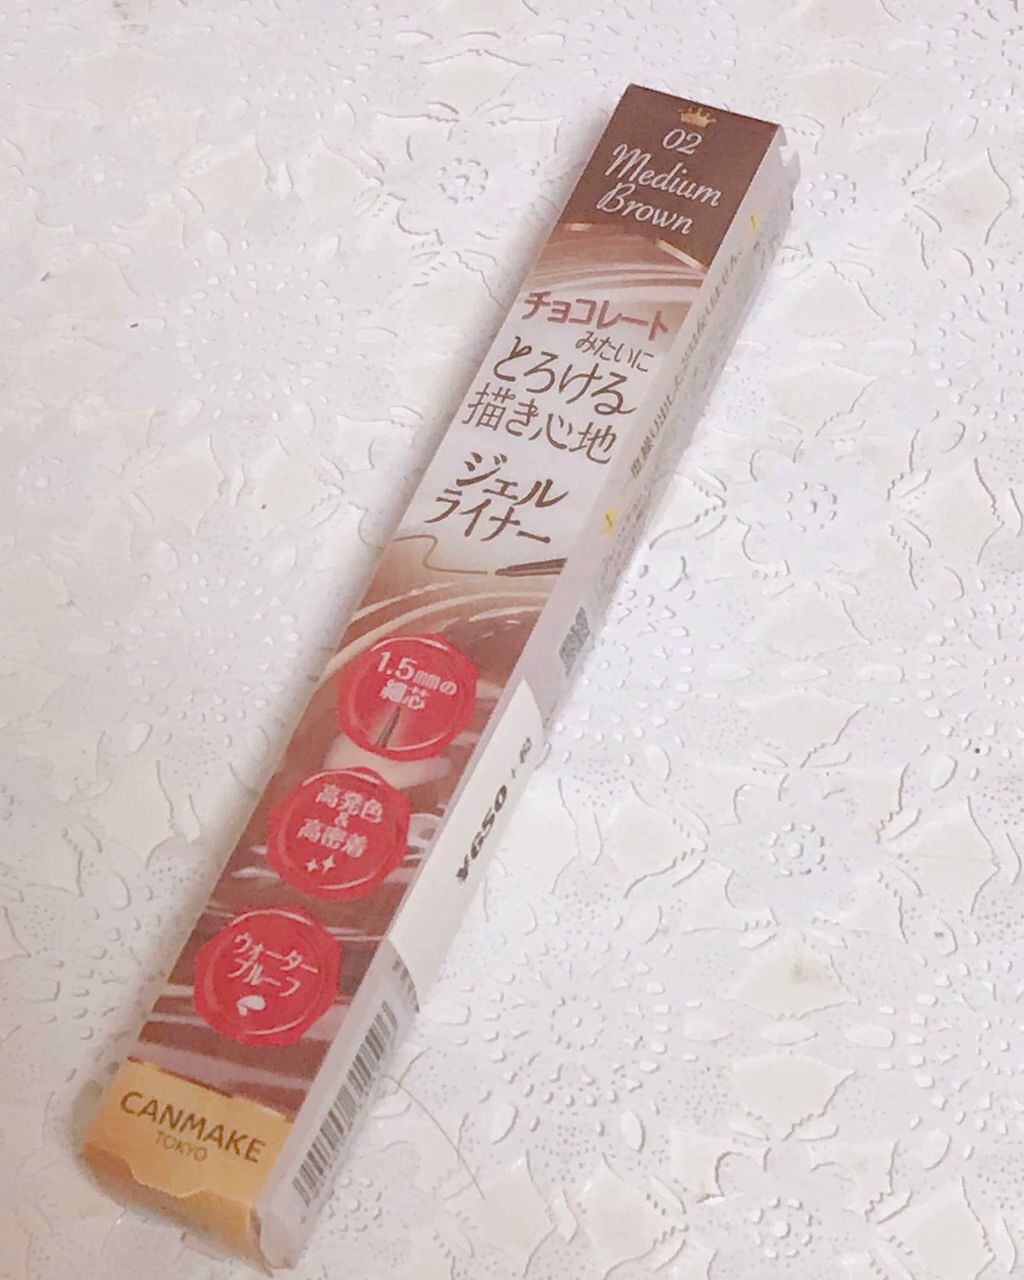 02
Medium
Brown
チョコレート
みたいに
とろける
描き心地
ジェル
ライナー
1.5mmの
細芯
高発色
&
高密着
ウォーター
プルーフ
CANMAKE
TOKYO
¥650